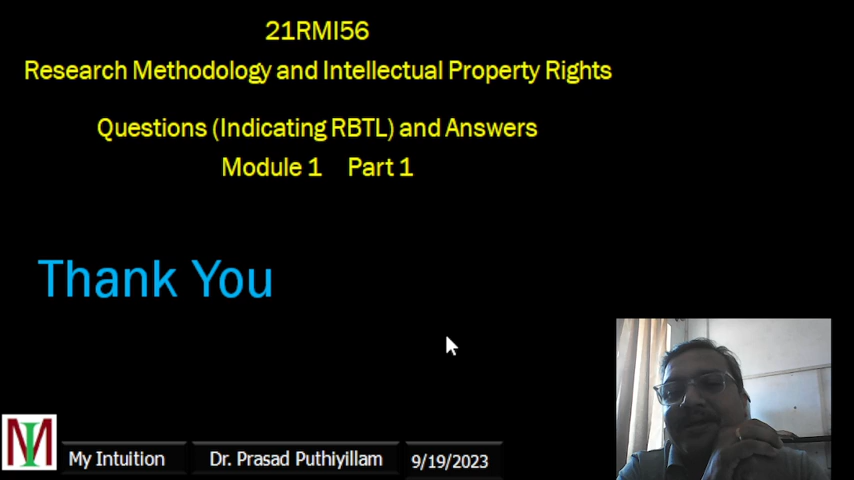 21RMI56
Research Methodology and Intellectual Property Rights
Questions (Indicating RBTL) and Answers
Module 1 Part 1
Thank You
MI
My Intuition Dr. Prasad Puthiyillam 9/19/2023